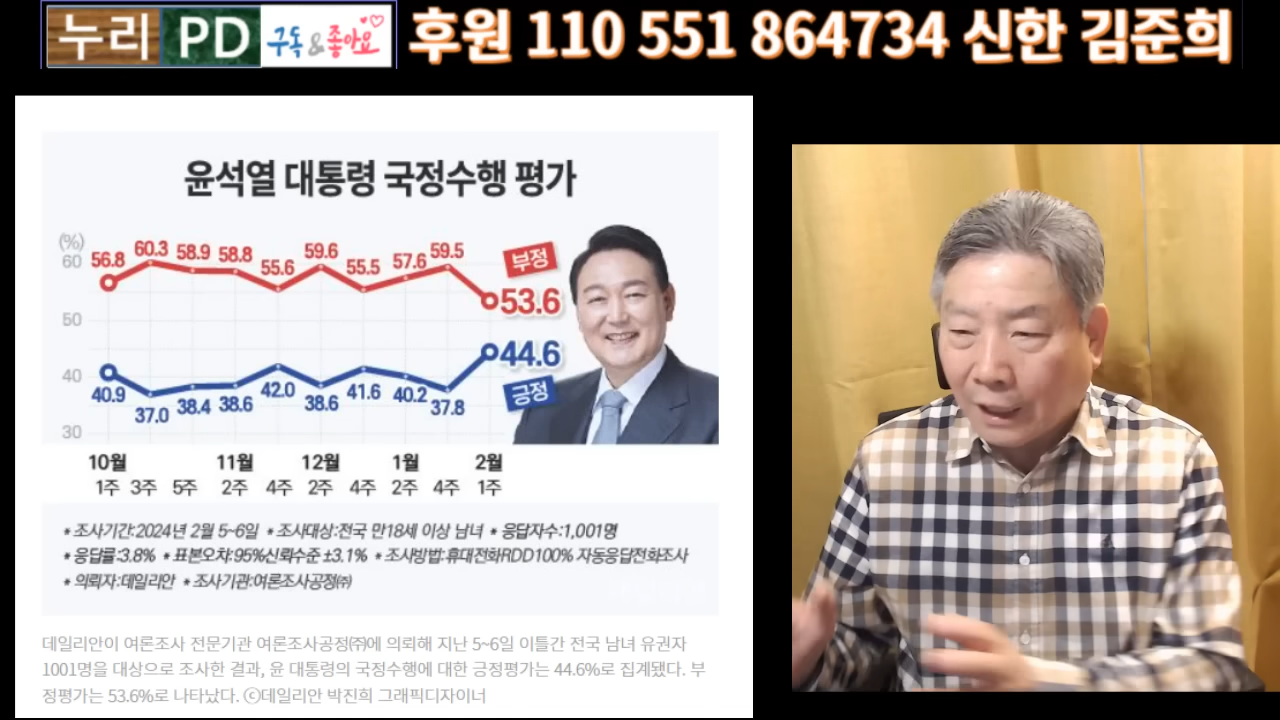 누리 PD 구독&좋아요 후원 110 551 864734 신한 김준희
윤석열 대통령 국정수행 평가
(%)
60
50
40
30
56.8 60.3 58.9 58.8 55.6 59.6 55.5 57.6 59.5 53.6
부정
40.9 37.0 38.4 38.6 42.0 38.6 41.6 40.2 37.8 44.6
긍정
10월 11월 12월 1월 2월
1주 3주 5주 2주 4주 2주 4주 2주 4주 1주
* 조사기간:2024년 2월 5~6일 * 조사대상:전국 만18세 이상 남녀 * 응답자수:1,001명
* 응답률:3.8% * 표본오차:95%신뢰수준 ±3.1% * 조사방법:휴대전화RDD100% 자동응답전화조사
* 의뢰자:데일리안 * 조사기관:여론조사공정㈜
데일리안이 여론조사 전문기관 여론조사공정㈜에 의뢰해 지난 5~6일 이틀간 전국 남녀 유권자
1001명을 대상으로 조사한 결과, 윤 대통령의 국정수행에 대한 긍정평가는 44.6%로 집계됐다. 부
정평가는 53.6%로 나타났다. ⓒ데일리안 박진희 그래픽디자이너